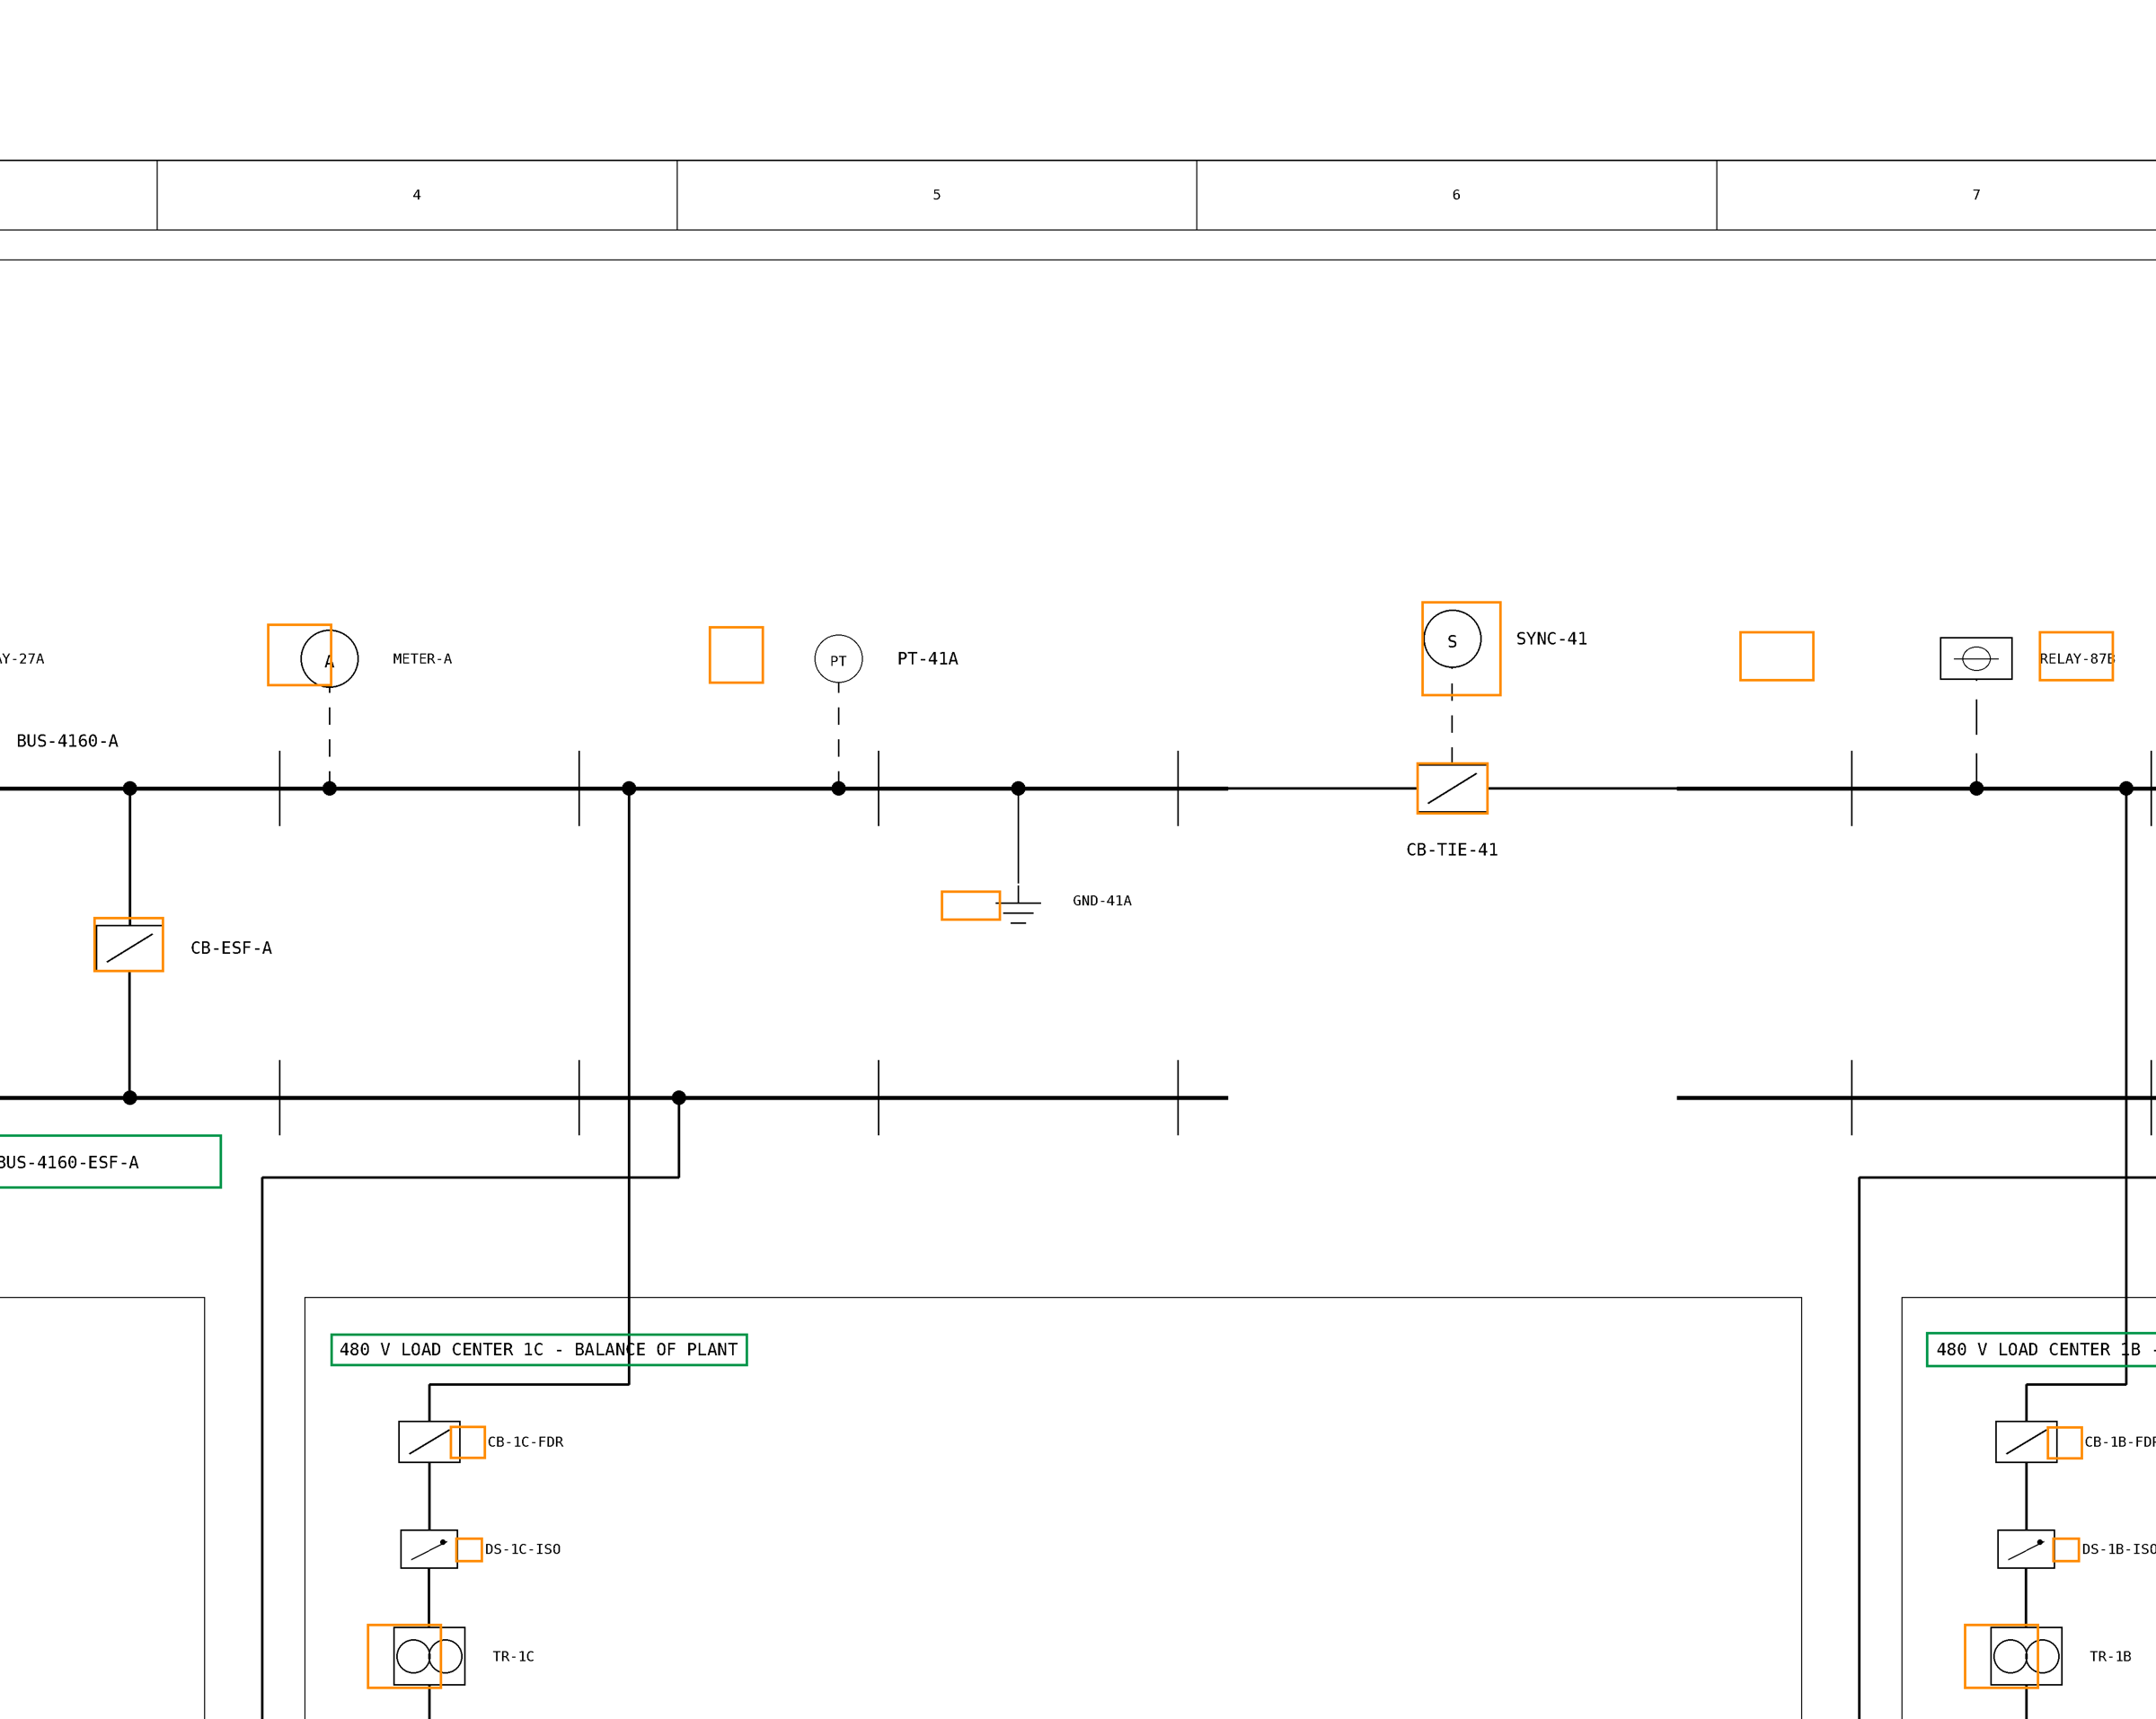 4
5
6
7
SYNC-41
S
AY-27A
A
METER-A
PT
PT-41A
RELAY-87B
BUS-4160-A
CB-TIE-41
GND-41A
CB-ESF-A
BUS-4160-ESF-A
480 V LOAD CENTER 1C - BALANCE OF PLANT
480 V LOAD CENTER 1B -
CB-1C-FDR
CB-1B-FDR
DS-1C-ISO
DS-1B-ISO
TR-1C
TR-1B